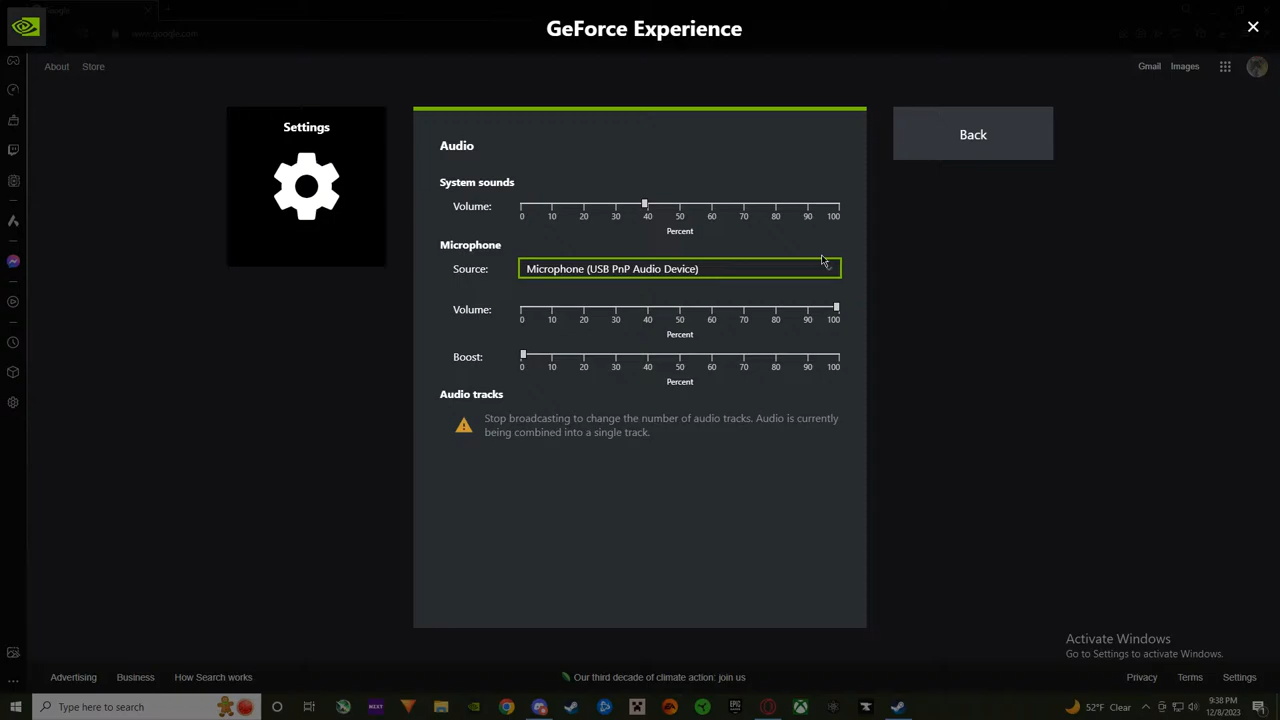 GeForce Experience
www.google.com
About
Store
Gmail
Images
Settings
Back
Audio
System sounds
Volume:
0 10 20 30 40 50 60 70 80 90 100
Percent
Microphone
Source:
Microphone (USB PnP Audio Device)
Volume:
0 10 20 30 40 50 60 70 80 90 100
Percent
Boost:
0 10 20 30 40 50 60 70 80 90 100
Percent
Audio tracks
Stop broadcasting to change the number of audio tracks. Audio is currently
being combined into a single track.
Activate Windows
Go to Settings to activate Windows.
Advertising
Business
How Search works
Our third decade of climate action: join us
Privacy
Terms
Settings
Type here to search
NEXT
EPIC
52°F Clear
9:38 PM
12/8/2023